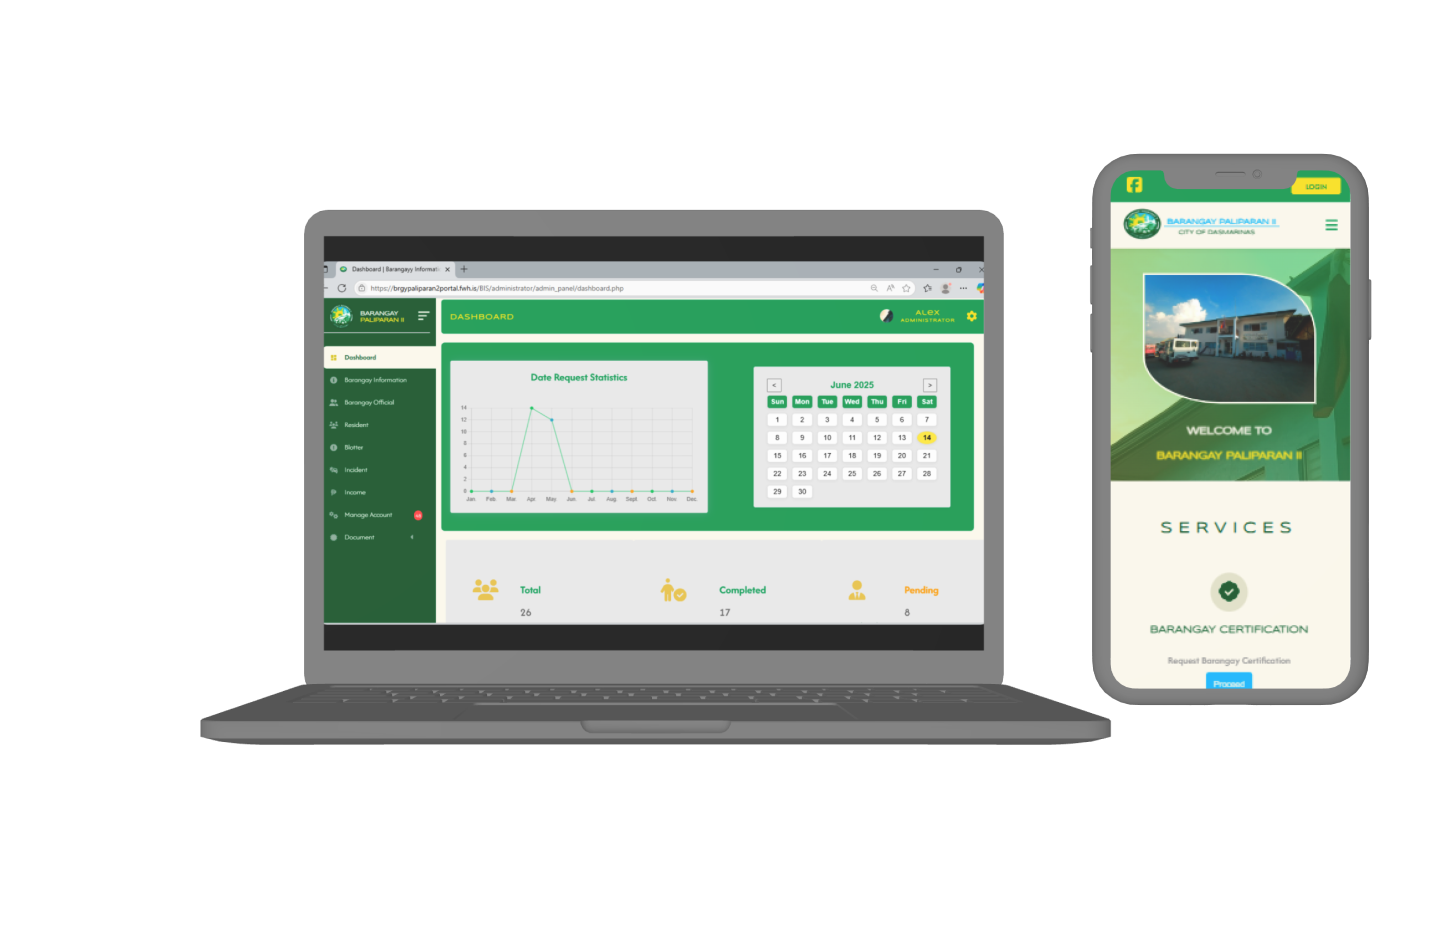 Dashboard | Barangayy Informati
https://brgypaliparan2portal.fwh.is/BIS/administrator/admin_panel/dashboard.php
BARANGAY
PALIPARAN II
DASHBOARD
ALEX
ADMINISTRATOR
Dashboard
Barangay Information
Barangay Official
Resident
Blotter
Incident
Income
Manage Account
Document
Date Request Statistics
14
12
10
8
6
4
2
0
Jan Feb Mar Apr May Jun Jul Aug Sept Oct Nov Dec
< June 2025 >
Sun Mon Tue Wed Thu Fri Sat
1 2 3 4 5 6 7
8 9 10 11 12 13 14
15 16 17 18 19 20 21
22 23 24 25 26 27 28
29 30
Total
26
Completed
17
Pending
8
LOGIN
BARANGAY PALIPARAN II
CITY OF DASMARINAS
WELCOME TO
BARANGAY PALIPARAN II
SERVICES
BARANGAY CERTIFICATION
Request Barangay Certification
Proceed